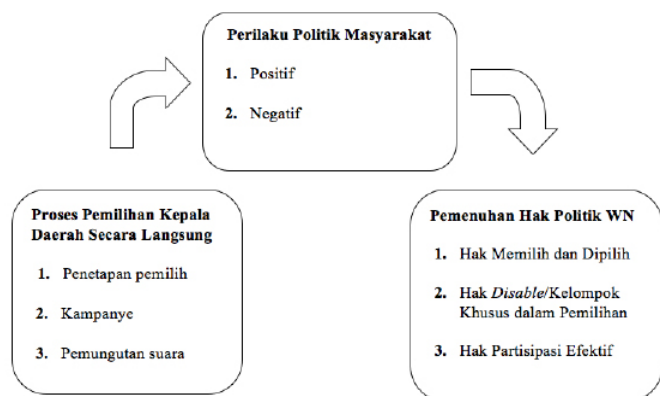 Perilaku Politik Masyarakat
1. Positif
2. Negatif
Proses Pemilihan Kepala
Daerah Secara Langsung
1. Penetapan pemilih
2. Kampanye
3. Pemungutan suara
Pemenuhan Hak Politik WN
1. Hak Memilih dan Dipilih
2. Hak Disable/Kelompok
Khusus dalam Pemilihan
3. Hak Partisipasi Efektif